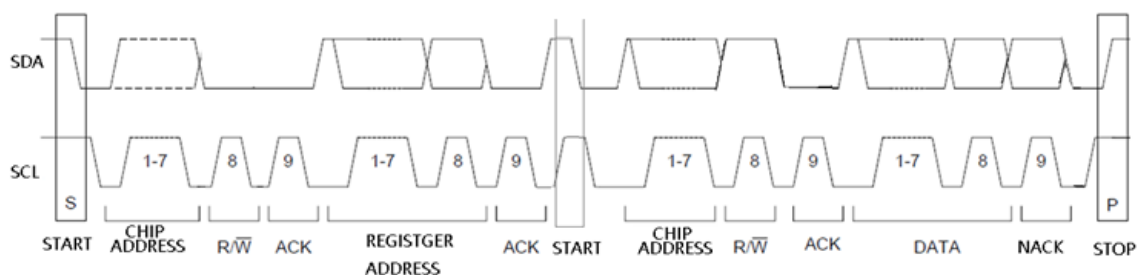 SDA
SCL
1-7
8
9
1-7
8
9
1-7
8
9
1-7
8
9
S
P
START
CHIP
ADDRESS
R/W̅
ACK
REGISTGER
ADDRESS
ACK
START
CHIP
ADDRESS
R/W̅
ACK
DATA
NACK
STOP